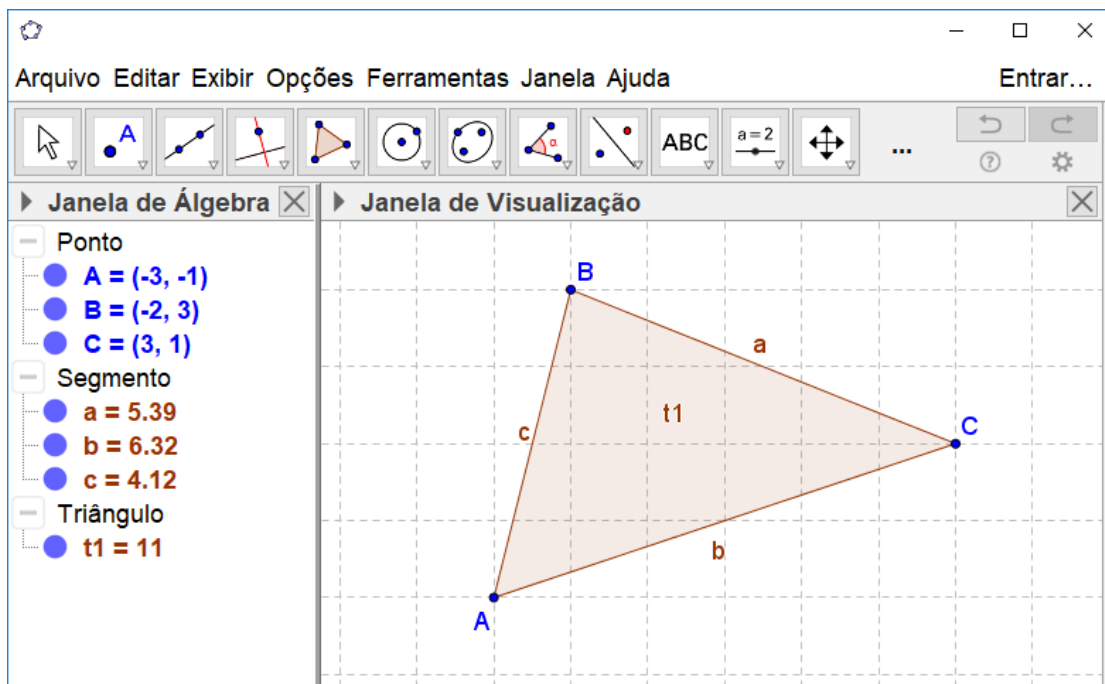 Arquivo Editar Exibir Opções Ferramentas Janela Ajuda Entrar...
A α ABC a=2 ...
Janela de Álgebra Janela de Visualização
Ponto
A = (-3, -1)
B = (-2, 3)
C = (3, 1)
Segmento
a = 5.39
b = 6.32
c = 4.12
Triângulo
t1 = 11
B
a
t1
c
C
b
A